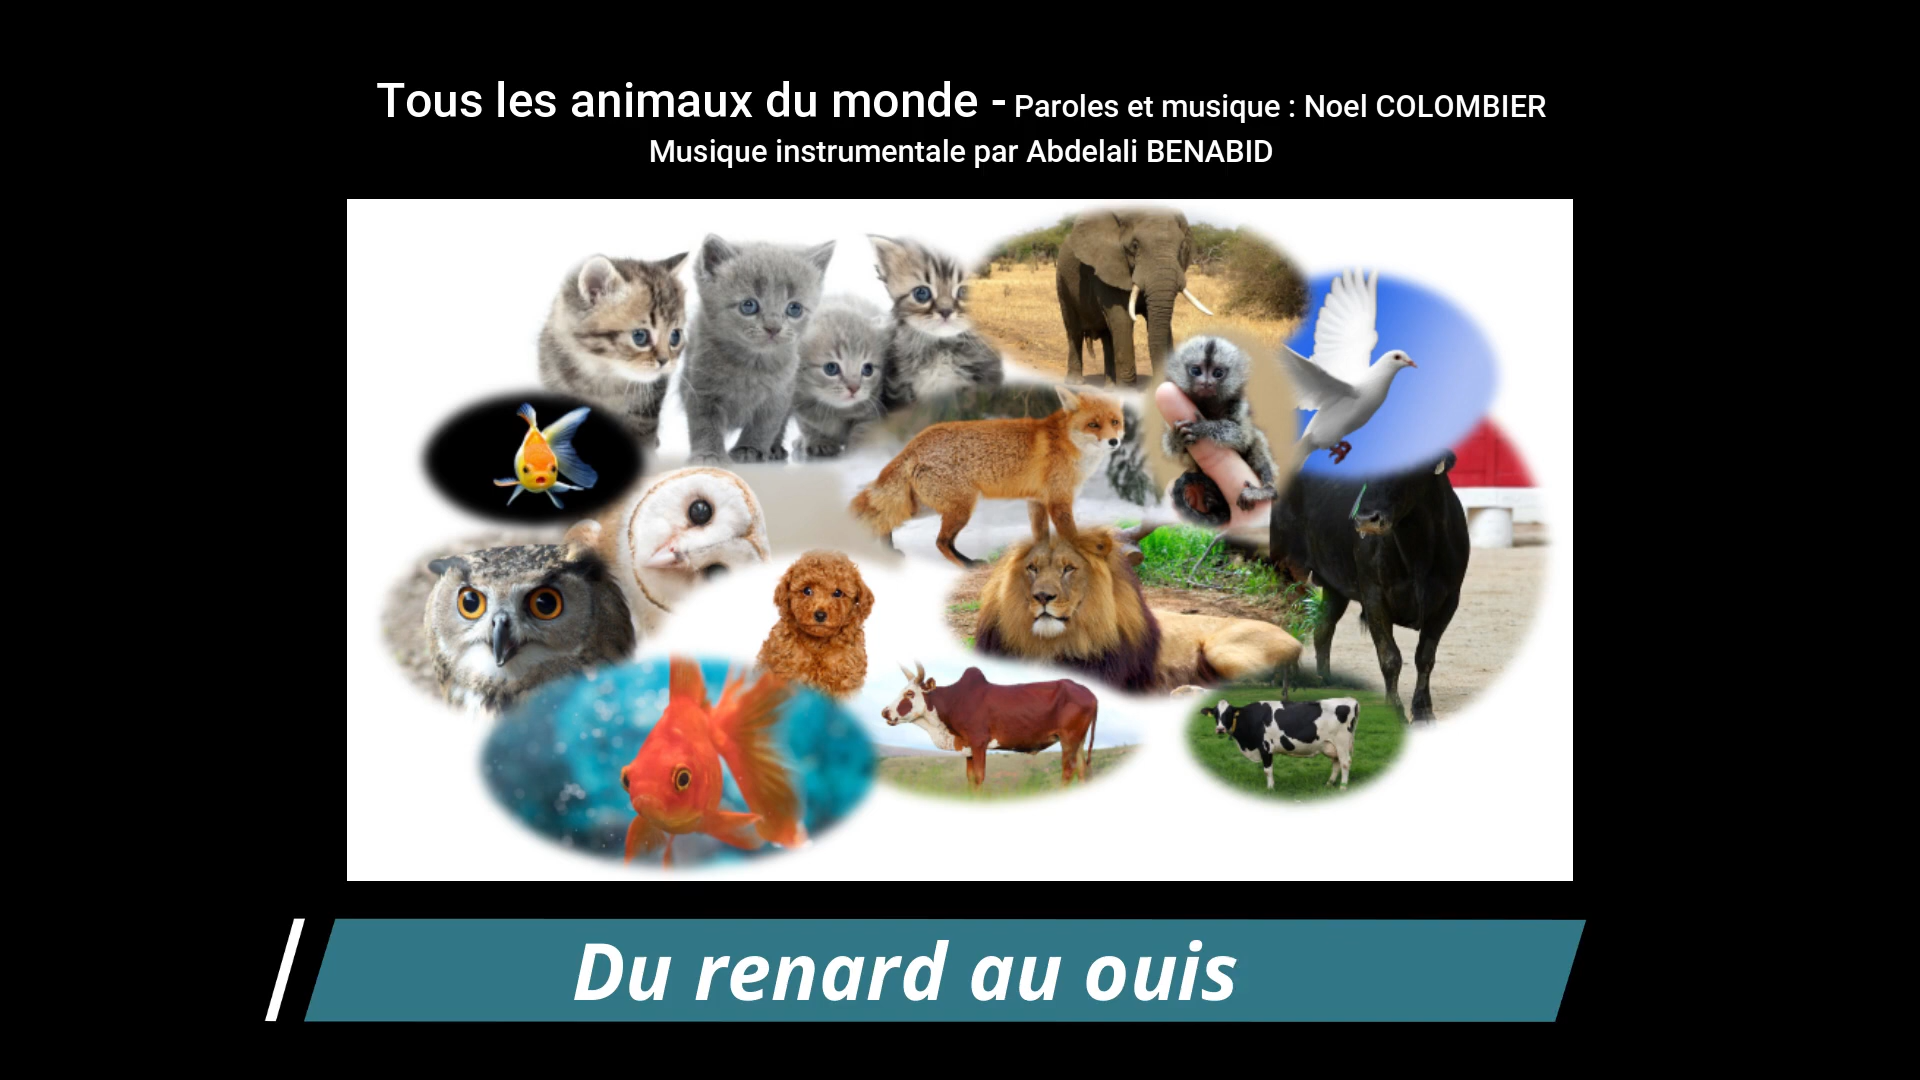 Tous les animaux du monde - Paroles et musique : Noel COLOMBIER
Musique instrumentale par Abdelali BENABID
Du renard au ouis